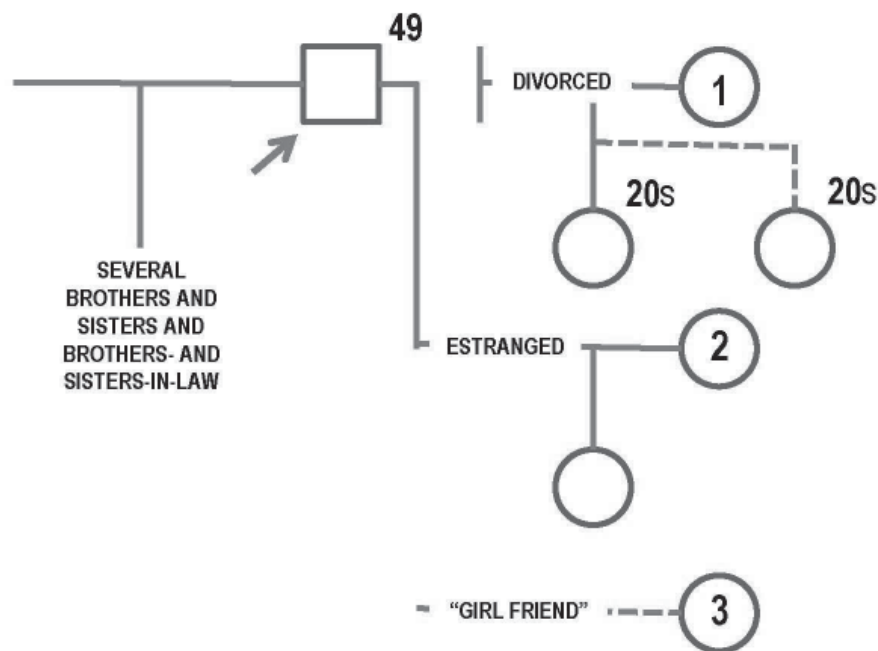 49
DIVORCED
1
20S
20S
SEVERAL
BROTHERS AND
SISTERS AND
BROTHERS- AND
SISTERS-IN-LAW
ESTRANGED
2
“GIRL FRIEND”
3